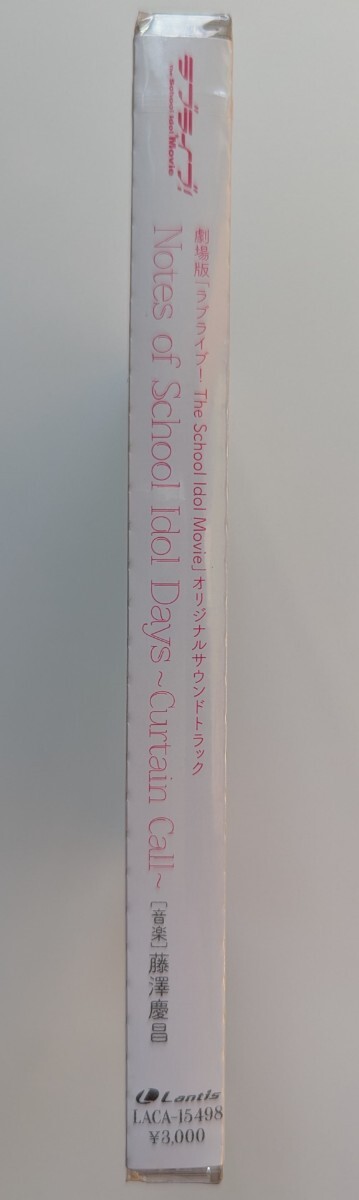 ラブライブ!
The School Idol Movie
劇場版「ラブライブ! The School Idol Movie」オリジナルサウンドトラック
Notes of School Idol Days ~Curtain Call~
[音楽] 藤澤慶昌
Lantis
LACA-15498
¥3,000